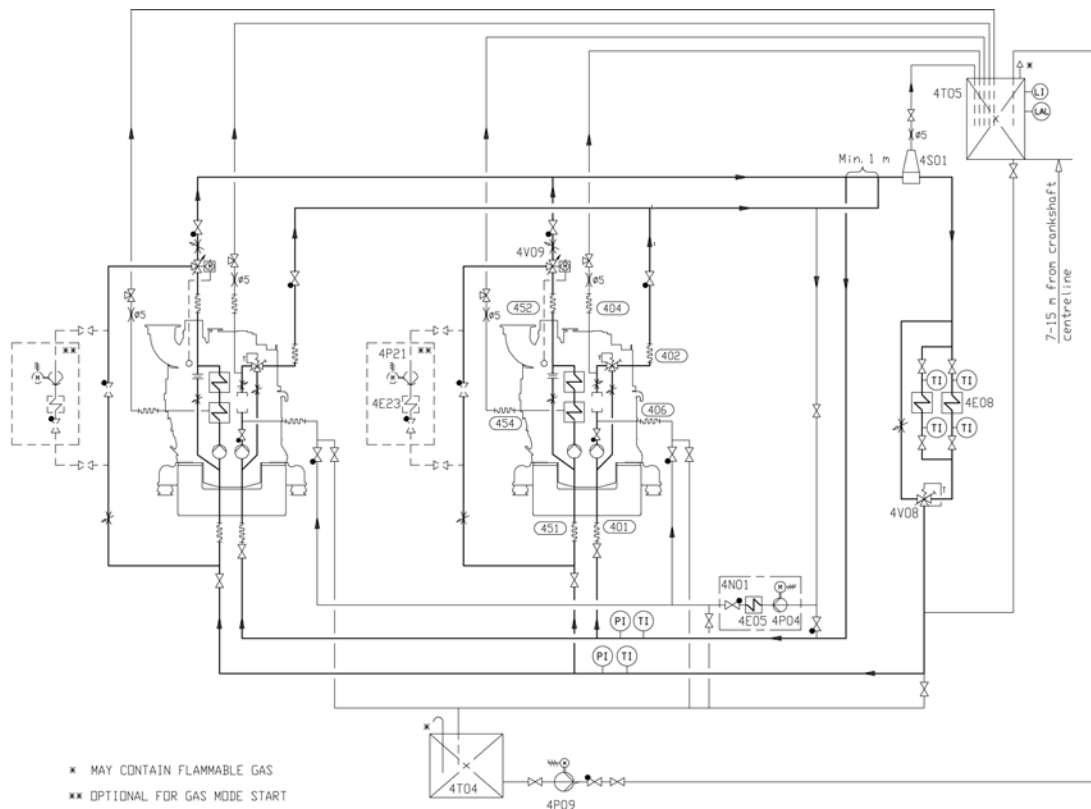 *
4T05
LI
LAL
ø5
4S01
Min. 1 m
7-15 m from crankshaft
centreline
4V09
ø5
ø5
ø5
ø5
452
404
**
M
**
4P21
M
4E23
T
T
402
454
406
TI
TI
4E08
TI
TI
T
4V08
451
401
4N01
M
4E05
4P04
PI
TI
PI
TI
*
4T04
M
4P09
* MAY CONTAIN FLAMMABLE GAS
** OPTIONAL FOR GAS MODE START